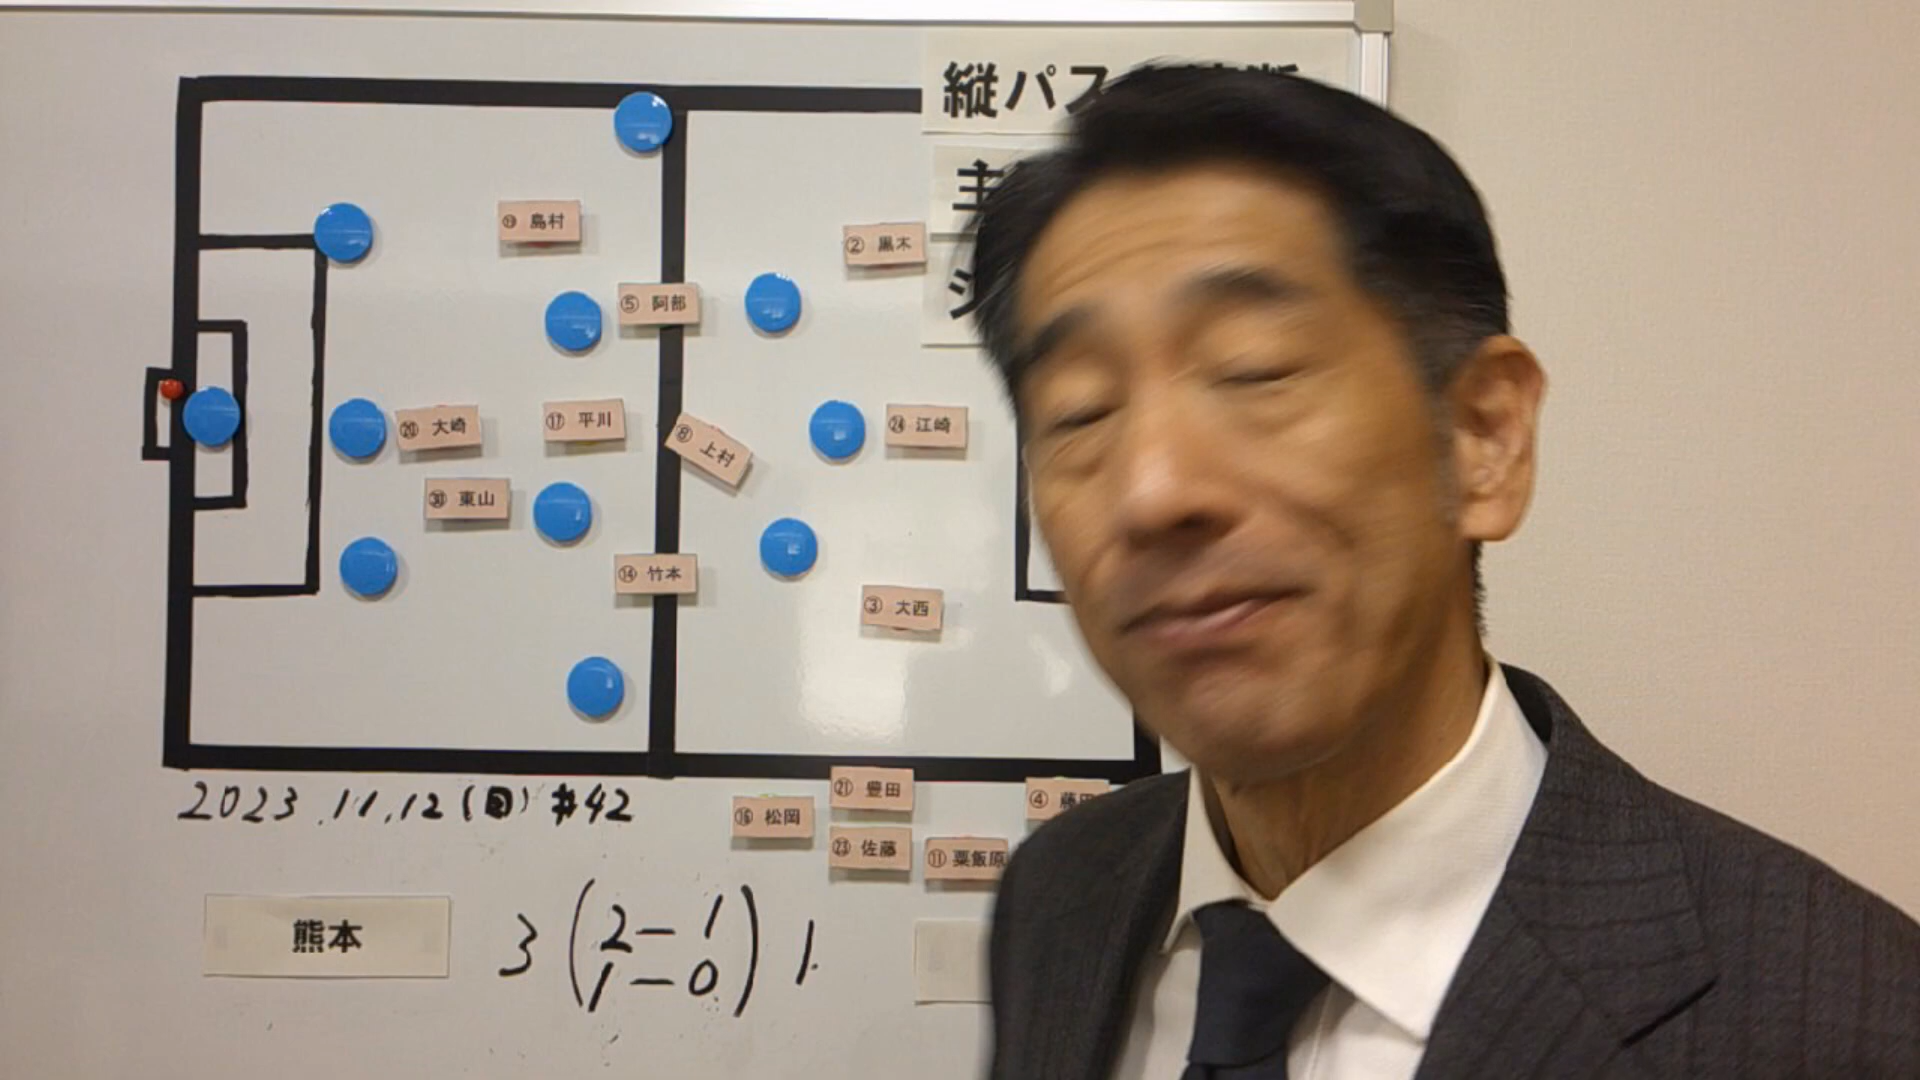 縦パス
主
⑲ 島村
② 黒木
⑤ 阿部
⑳ 大崎
⑰ 平川
⑧ 上村
㉔ 江崎
㉚ 東山
⑭ 竹本
③ 大西
2023.11.12(日) #42
⑯ 松岡
㉑ 豊田
④ 藤田
㉓ 佐藤
⑪ 粟飯原
熊本
3 (2-1 1-0) 1